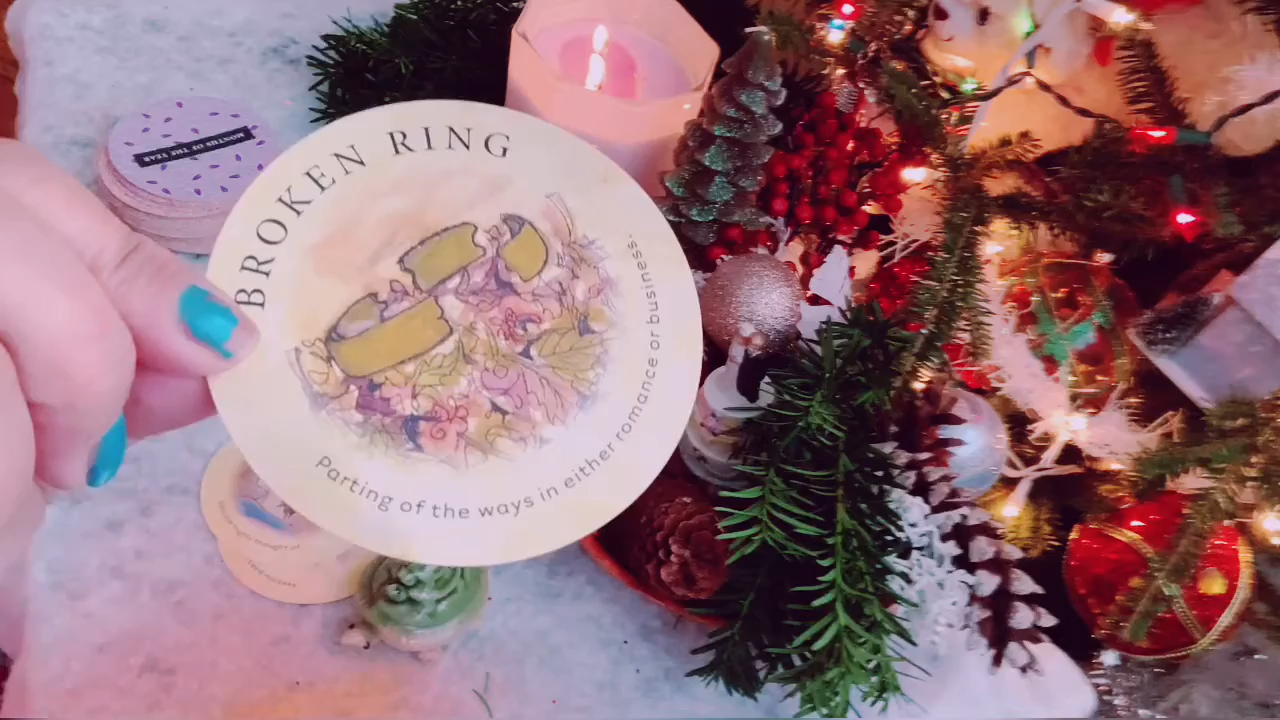 MONTHS OF THE YEAR
BROKEN RING
Parting of the ways in either romance or business.